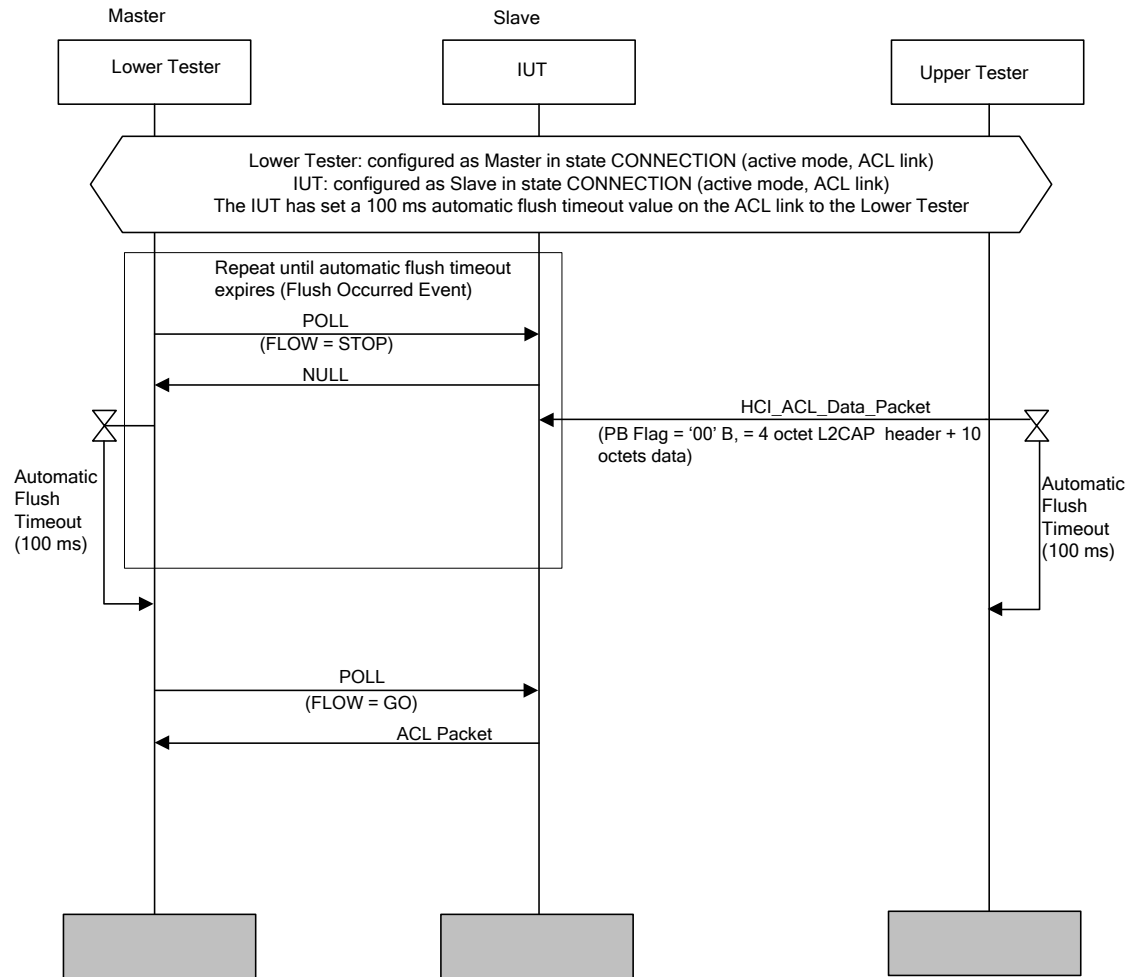 Master
Slave
Lower Tester
IUT
Upper Tester
Lower Tester: configured as Master in state CONNECTION (active mode, ACL link)
IUT: configured as Slave in state CONNECTION (active mode, ACL link)
The IUT has set a 100 ms automatic flush timeout value on the ACL link to the Lower Tester
Repeat until automatic flush timeout
expires (Flush Occurred Event)
POLL
(FLOW = STOP)
NULL
HCI_ACL_Data_Packet
(PB Flag = ‘00’ B, = 4 octet L2CAP  header + 10
octets data)
Automatic
Flush
Timeout
(100 ms)
Automatic
Flush
Timeout
(100 ms)
POLL
(FLOW = GO)
ACL Packet